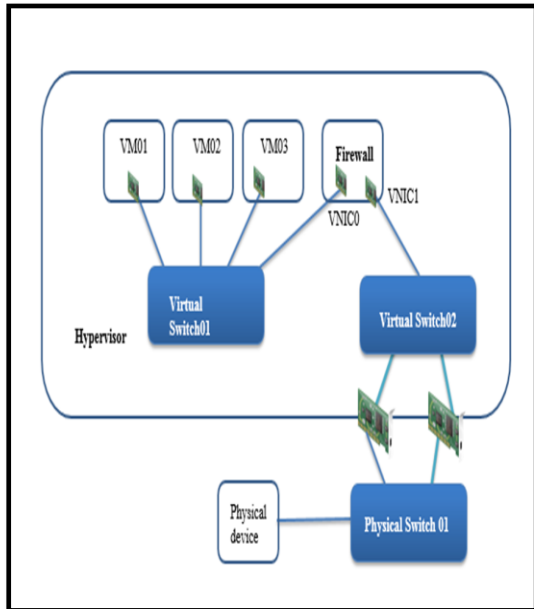 VM01
VM02
VM03
Firewall
VNIC1
VNIC0
Virtual
Switch01
Virtual Switch02
Hypervisor
Physical
device
Physical Switch 01